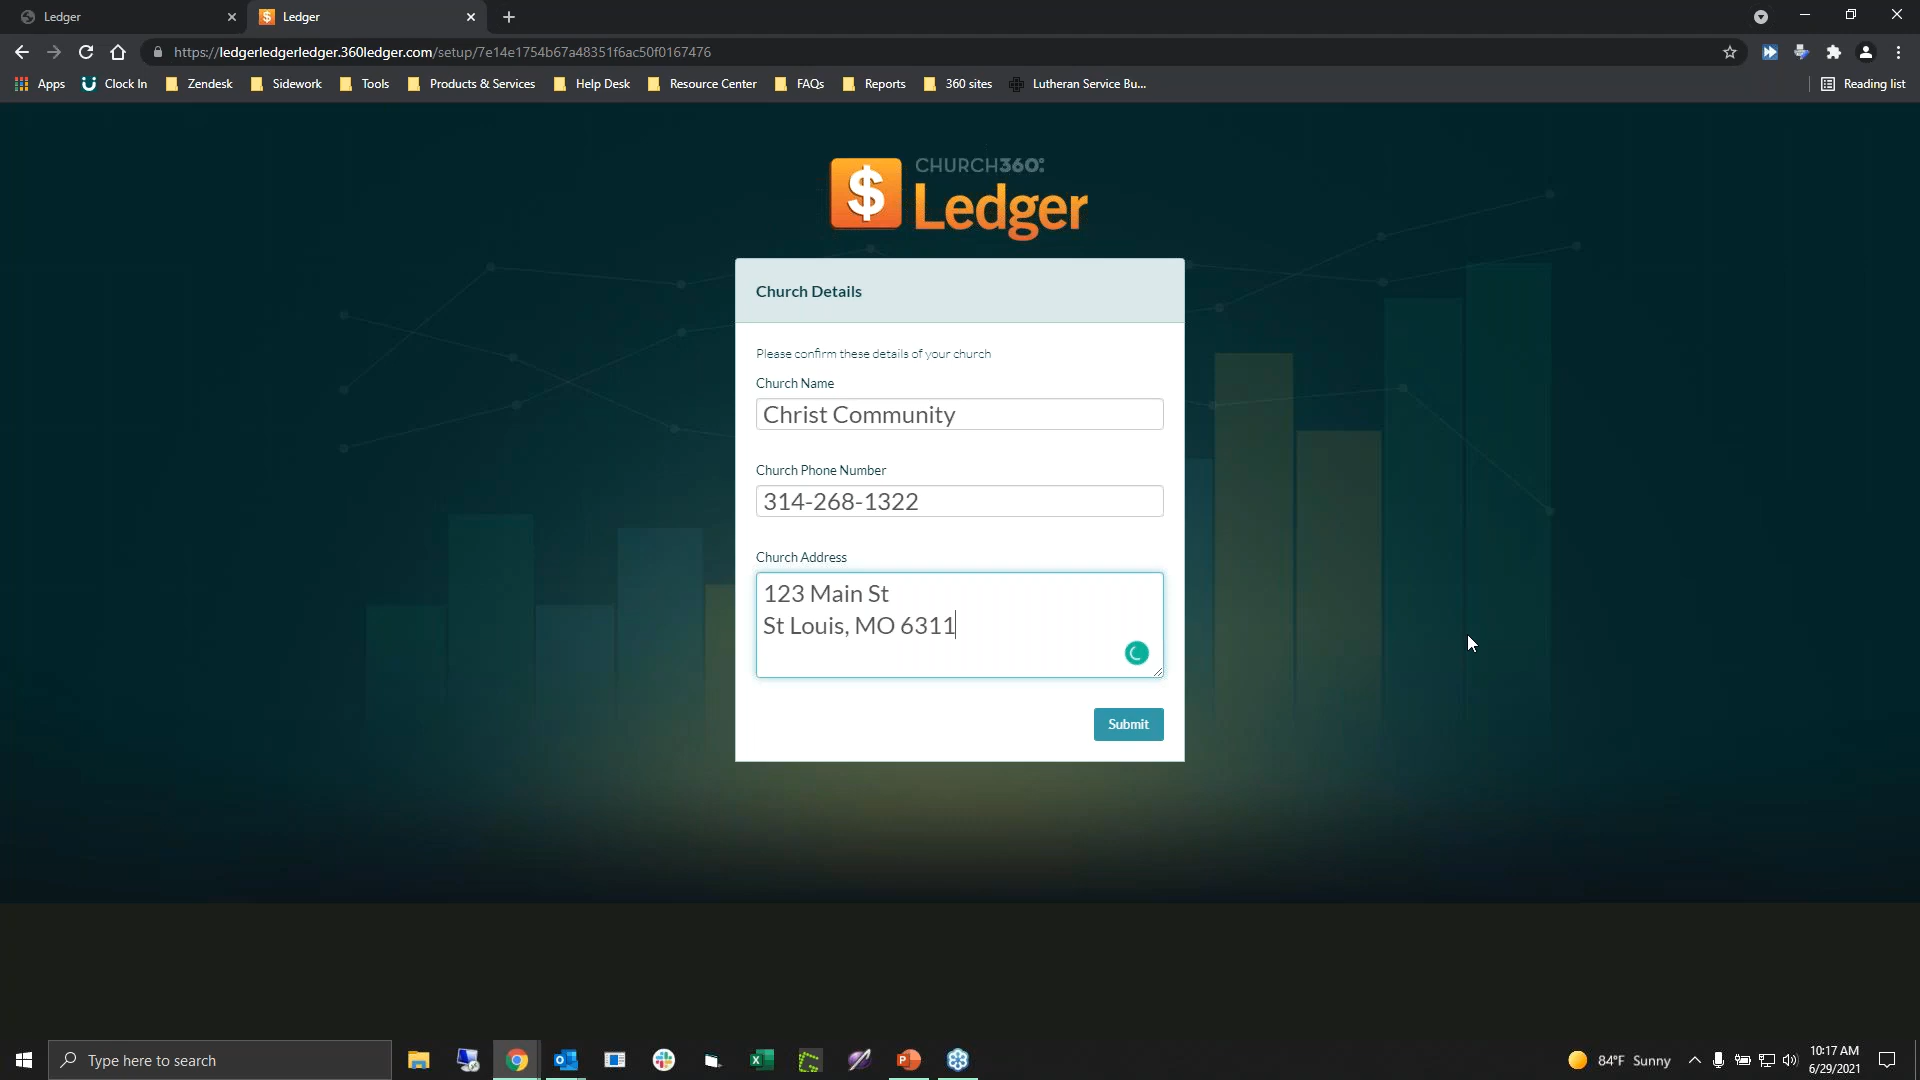 Ledger
Ledger
https://ledgerledgerledger.360ledger.com/setup/7e14e1754b67a48351f6ac50f0167476
Apps
Clock In
Zendesk
Sidework
Tools
Products & Services
Help Desk
Resource Center
FAQs
Reports
360 sites
Lutheran Service Bu...
Reading list
$ CHURCH360:
Ledger
Church Details
Please confirm these details of your church
Church Name
Christ Community
Church Phone Number
314-268-1322
Church Address
123 Main St
St Louis, MO 6311
Submit
Type here to search
84°F Sunny
10:17 AM
6/29/2021